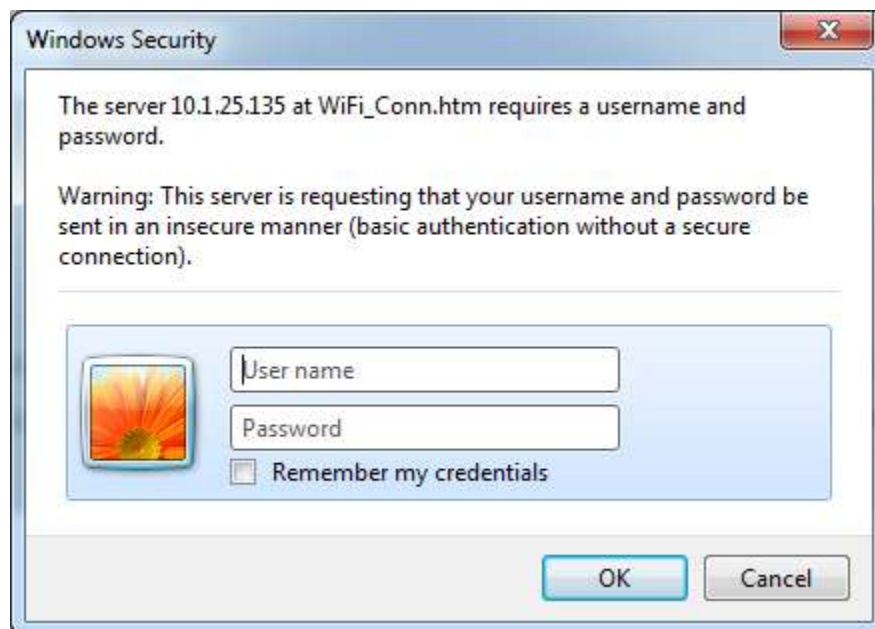 Windows Security
The server 10.1.25.135 at WiFi_Conn.htm requires a username and
password.
Warning: This server is requesting that your username and password be
sent in an insecure manner (basic authentication without a secure
connection).
User name
Password
Remember my credentials
OK
Cancel